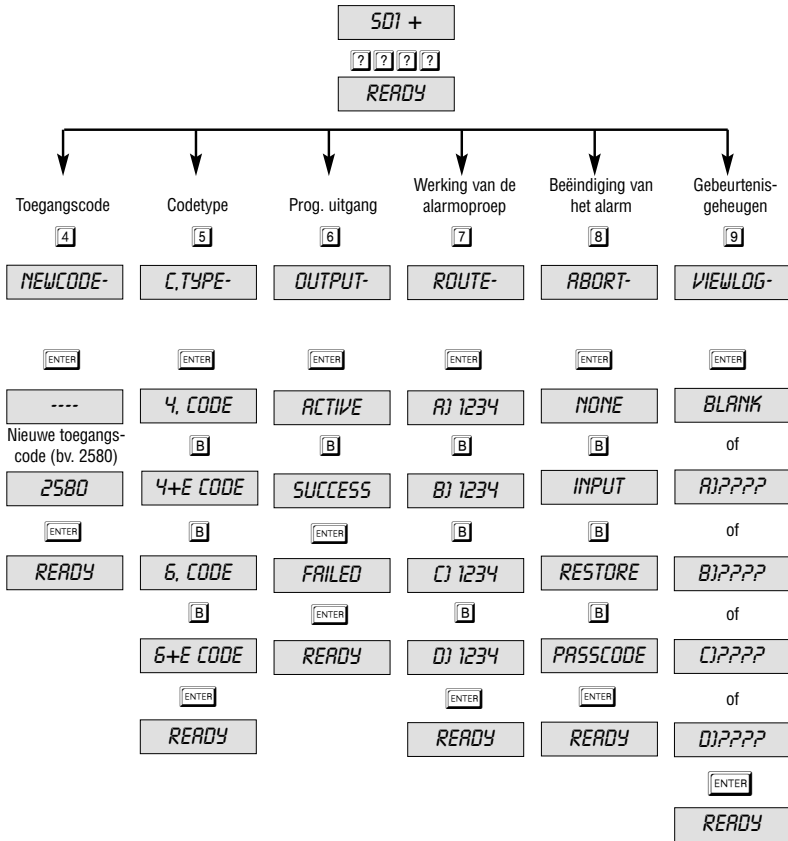 SD1 +
? ? ? ?
READY
Toegangscode
Codetype
Prog. uitgang
Werking van de
alarmoproep
Beëindiging van
het alarm
Gebeurtenis-
geheugen
4 5 6 7 8 9
NEWCODE- C,TYPE- OUTPUT- ROUTE- ABORT- VIEWLOG-
ENTER ENTER ENTER ENTER ENTER ENTER
---- 4, CODE ACTIVE A) 1234 NONE BLANK
Nieuwe toegangs-
code (bv. 2580)
B B B B of
2580 4+E CODE SUCCESS B) 1234 INPUT A)????
ENTER B ENTER B B of
READY 6, CODE FAILED C) 1234 RESTORE B)????
B ENTER B B of
6+E CODE READY D) 1234 PASSCODE C)????
ENTER ENTER ENTER of
READY READY READY D)????
ENTER
READY